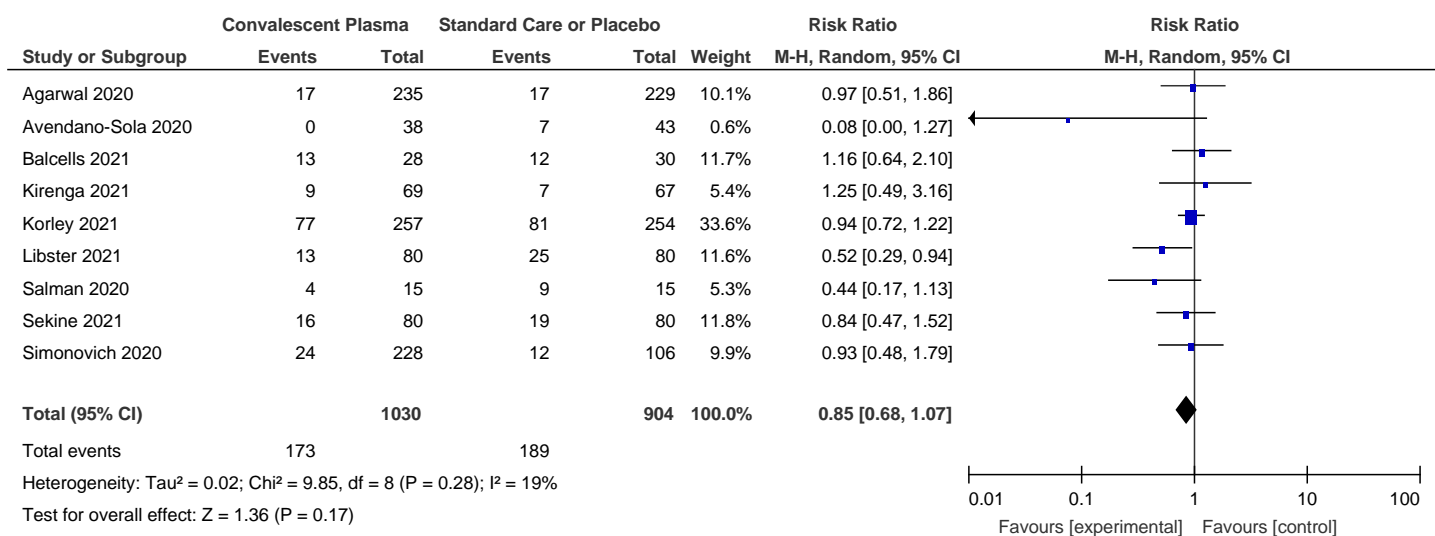 Convalescent Plasma Standard Care or Placebo Risk Ratio Risk Ratio
Study or Subgroup Events Total Events Total Weight M-H, Random, 95% CI M-H, Random, 95% CI
Agarwal 2020 17 235 17 229 10.1% 0.97 [0.51, 1.86]
Avendano-Sola 2020 0 38 7 43 0.6% 0.08 [0.00, 1.27]
Balcells 2021 13 28 12 30 11.7% 1.16 [0.64, 2.10]
Kirenga 2021 9 69 7 67 5.4% 1.25 [0.49, 3.16]
Korley 2021 77 257 81 254 33.6% 0.94 [0.72, 1.22]
Libster 2021 13 80 25 80 11.6% 0.52 [0.29, 0.94]
Salman 2020 4 15 9 15 5.3% 0.44 [0.17, 1.13]
Sekine 2021 16 80 19 80 11.8% 0.84 [0.47, 1.52]
Simonovich 2020 24 228 12 106 9.9% 0.93 [0.48, 1.79]
Total (95% CI) 1030 904 100.0% 0.85 [0.68, 1.07]
Total events 173 189
Heterogeneity: Tau² = 0.02; Chi² = 9.85, df = 8 (P = 0.28); I² = 19%
Test for overall effect: Z = 1.36 (P = 0.17)
0.01 0.1 1 10 100
Favours [experimental] Favours [control]